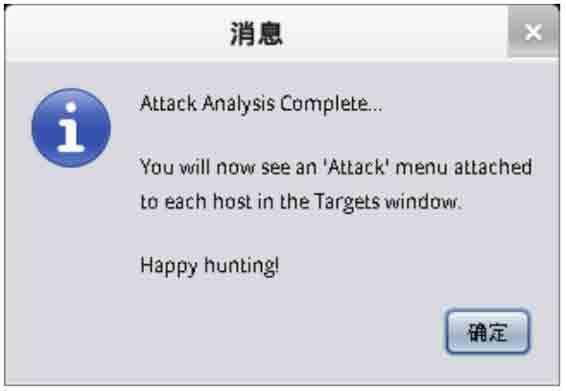 消息
Attack Analysis Complete...
You will now see an 'Attack' menu attached
to each host in the Targets window.
Happy hunting!
确定